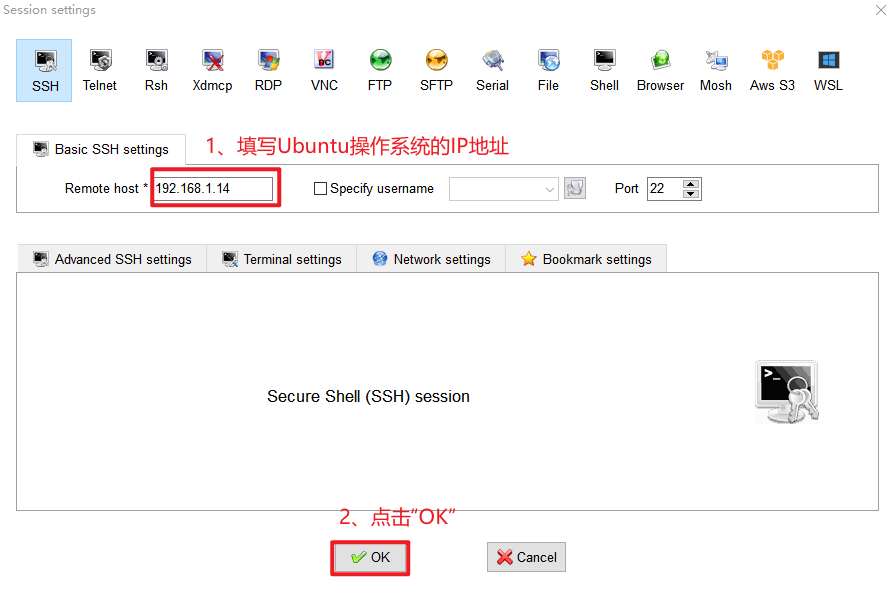 Session settings
SSH Telnet Rsh Xdmcp RDP VNC FTP SFTP Serial File Shell Browser Mosh Aws S3 WSL
Basic SSH settings
1、填写Ubuntu操作系统的IP地址
Remote host * 192.168.1.14 Specify username Port 22
Advanced SSH settings Terminal settings Network settings Bookmark settings
Secure Shell (SSH) session
2、点击“OK”
OK Cancel